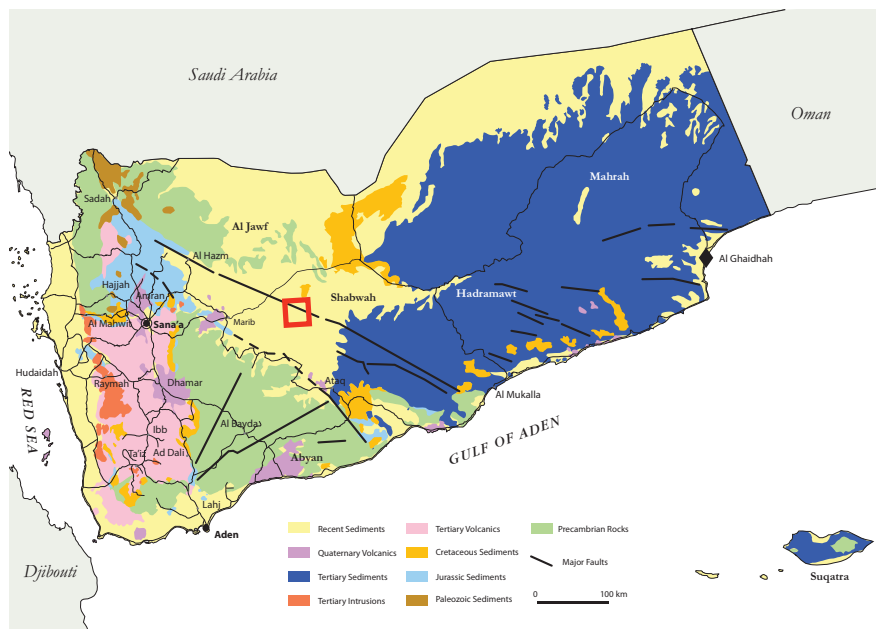 Saudi Arabia
Oman
Mahrah
Sadah
Al Jawf
Al Hazm
Al Ghaidhah
Hajjah
Amran
Shabwah
Hadramawt
Al Mahwit
Sana'a
Marib
Hudaidah
Raymah
Dhamar
Ataq
Al Mukalla
RED SEA
Al Bayda
Ibb
GULF OF ADEN
Ta'iz
Ad Dali
Abyan
Lahj
Aden
Djibouti
Suqatra
Recent Sediments
Tertiary Volcanics
Precambrian Rocks
Quaternary Volcanics
Cretaceous Sediments
Major Faults
Tertiary Sediments
Jurassic Sediments
Tertiary Intrusions
Paleozoic Sediments
0 100 km